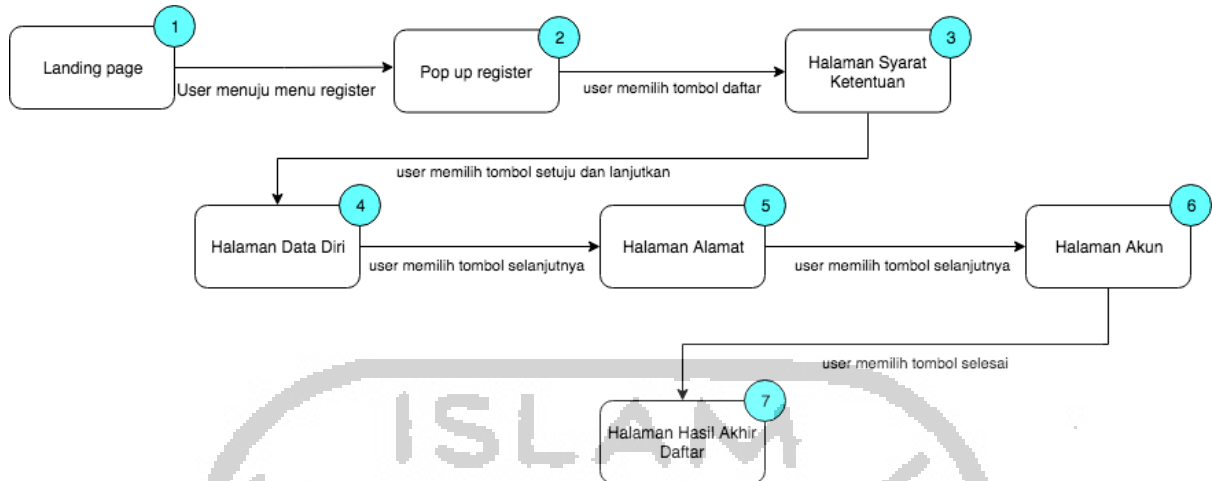 1
Landing page
User menuju menu register
2
Pop up register
user memilih tombol daftar
3
Halaman Syarat
Ketentuan
user memilih tombol setuju dan lanjutkan
4
Halaman Data Diri
user memilih tombol selanjutnya
5
Halaman Alamat
user memilih tombol selanjutnya
6
Halaman Akun
user memilih tombol selesai
7
Halaman Hasil Akhir
Daftar
ISLAM